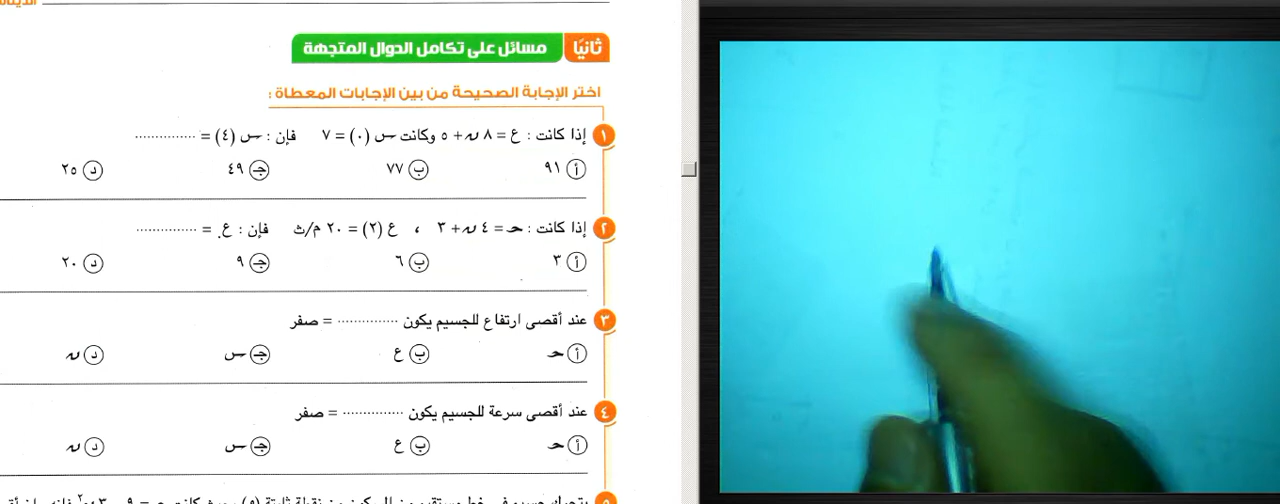 ثانيًا مسائل على تكامل الدوال المتجهة
اختر الإجابة الصحيحة من بين الإجابات المعطاة :
١ إذا كانت : ع = ٨ ن + ٥ وكانت س (٠) = ٧ فإن : س (٤) = ...............
أ ٩١ ب ٧٧ ج ٤٩ د ٢٥
٢ إذا كانت : حـ = ٤ ن + ٣ ، ع (٢) = ٢٠ م/ث فإن : ع. = ...............
أ ٣ ب ٦ ج ٩ د ٢٠
٣ عند أقصى ارتفاع للجسيم يكون ............... = صفر
أ حـ ب ع ج س د ن
٤ عند أقصى سرعة للجسيم يكون ............... = صفر
أ حـ ب ع ج س د ن